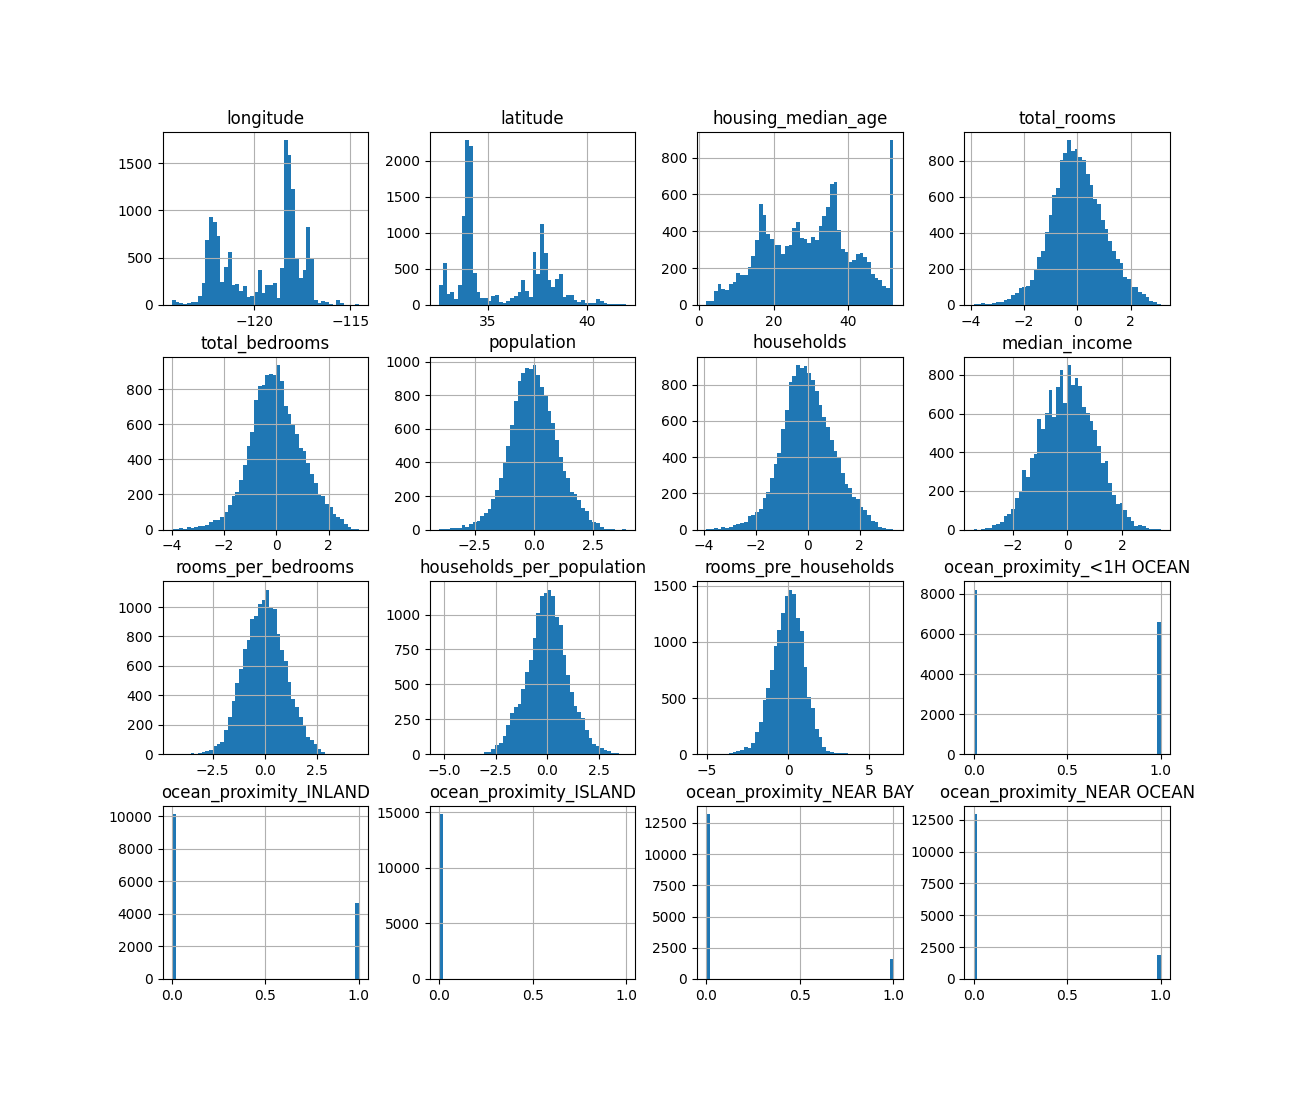 longitude latitude housing_median_age total_rooms
1500 1000 500 0 2000 1500 1000 500 0 800 600 400 200 0 800 600 400 200 0
−120 −115 35 40 0 20 40 −4 −2 0 2
total_bedrooms population households median_income
800 600 400 200 0 1000 800 600 400 200 0 800 600 400 200 0 800 600 400 200 0
−4 −2 0 2 −2.5 0.0 2.5 −4 −2 0 2 −2 0 2
rooms_per_bedrooms households_per_population rooms_pre_households ocean_proximity_<1H OCEAN
1000 800 600 400 200 0 1000 750 500 250 0 1500 1000 500 0 8000 6000 4000 2000 0
−2.5 0.0 2.5 −5.0 −2.5 0.0 2.5 −5 0 5 0.0 0.5 1.0
ocean_proximity_INLAND ocean_proximity_ISLAND ocean_proximity_NEAR BAY ocean_proximity_NEAR OCEAN
10000 8000 6000 4000 2000 0 15000 10000 5000 0 12500 10000 7500 5000 2500 0 12500 10000 7500 5000 2500 0
0.0 0.5 1.0 0.0 0.5 1.0 0.0 0.5 1.0 0.0 0.5 1.0